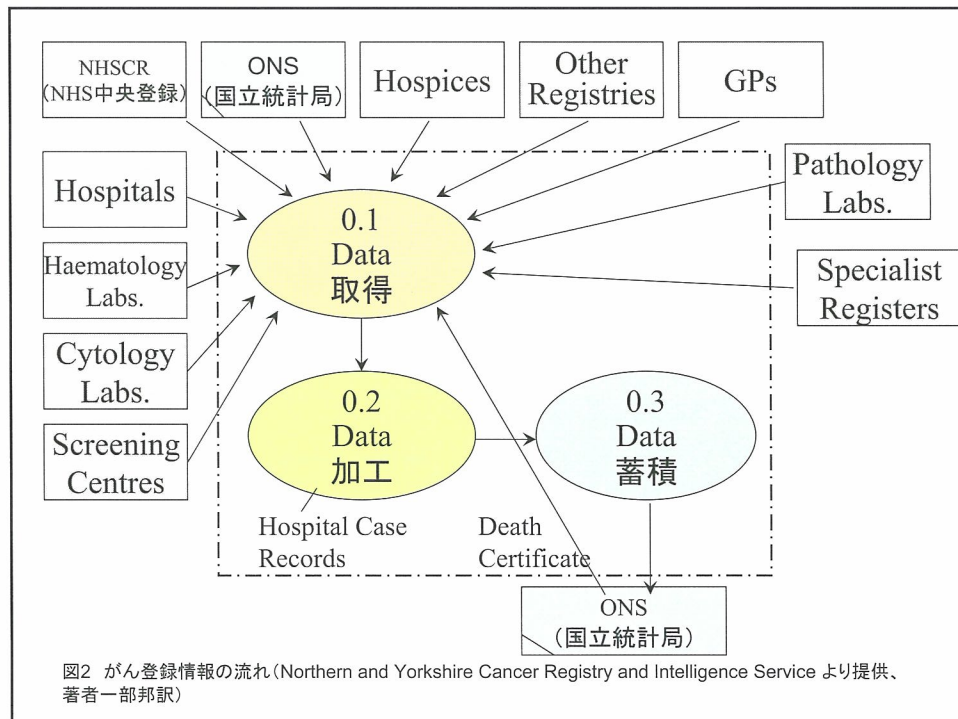 NHSCR
(NHS中央登録)
ONS
(国立統計局)
Hospices
Other
Registries
GPs
Hospitals
Pathology
Labs.
Haematology
Labs.
Specialist
Registers
Cytology
Labs.
Screening
Centres
0.1
Data
取得
0.2
Data
加工
0.3
Data
蓄積
Hospital Case
Records
Death
Certificate
ONS
(国立統計局)
図2 がん登録情報の流れ(Northern and Yorkshire Cancer Registry and Intelligence Service より提供、
著者一部邦訳)